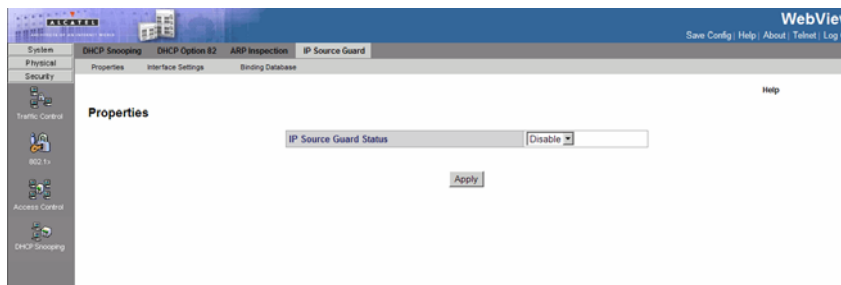 ALCATEL
WebVie
Save Config | Help | About | Telnet | Log
System
Physical
Security
DHCP Snooping DHCP Option 82 ARP Inspection IP Source Guard
Properties Interface Settings Binding Database
Help
Traffic Control
802.1x
Access Control
DHCP Snooping
Properties
IP Source Guard Status Disable
Apply